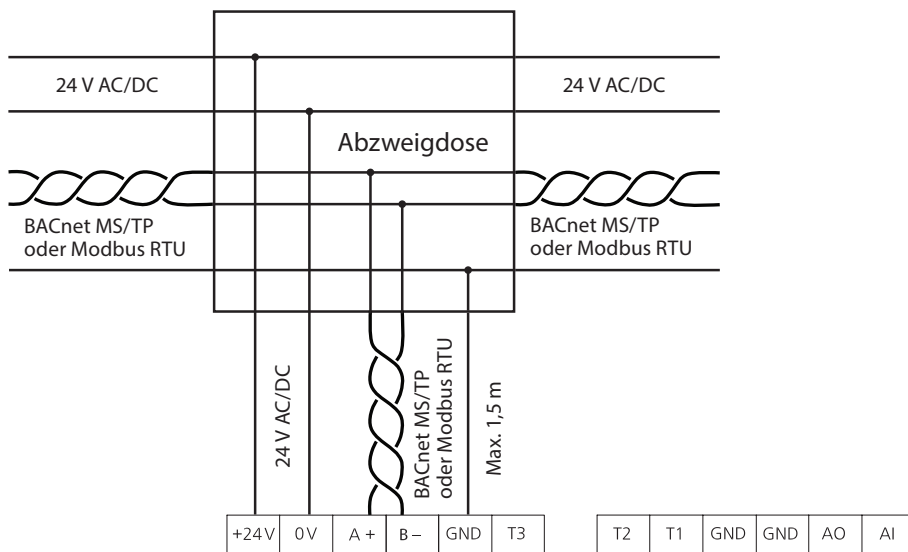 24 V AC/DC
24 V AC/DC
Abzweigdose
BACnet MS/TP
oder Modbus RTU
BACnet MS/TP
oder Modbus RTU
24 V AC/DC
BACnet MS/TP
oder Modbus RTU
Max. 1,5 m
+24 V
0 V
A +
B –
GND
T3
T2
T1
GND
GND
AO
AI